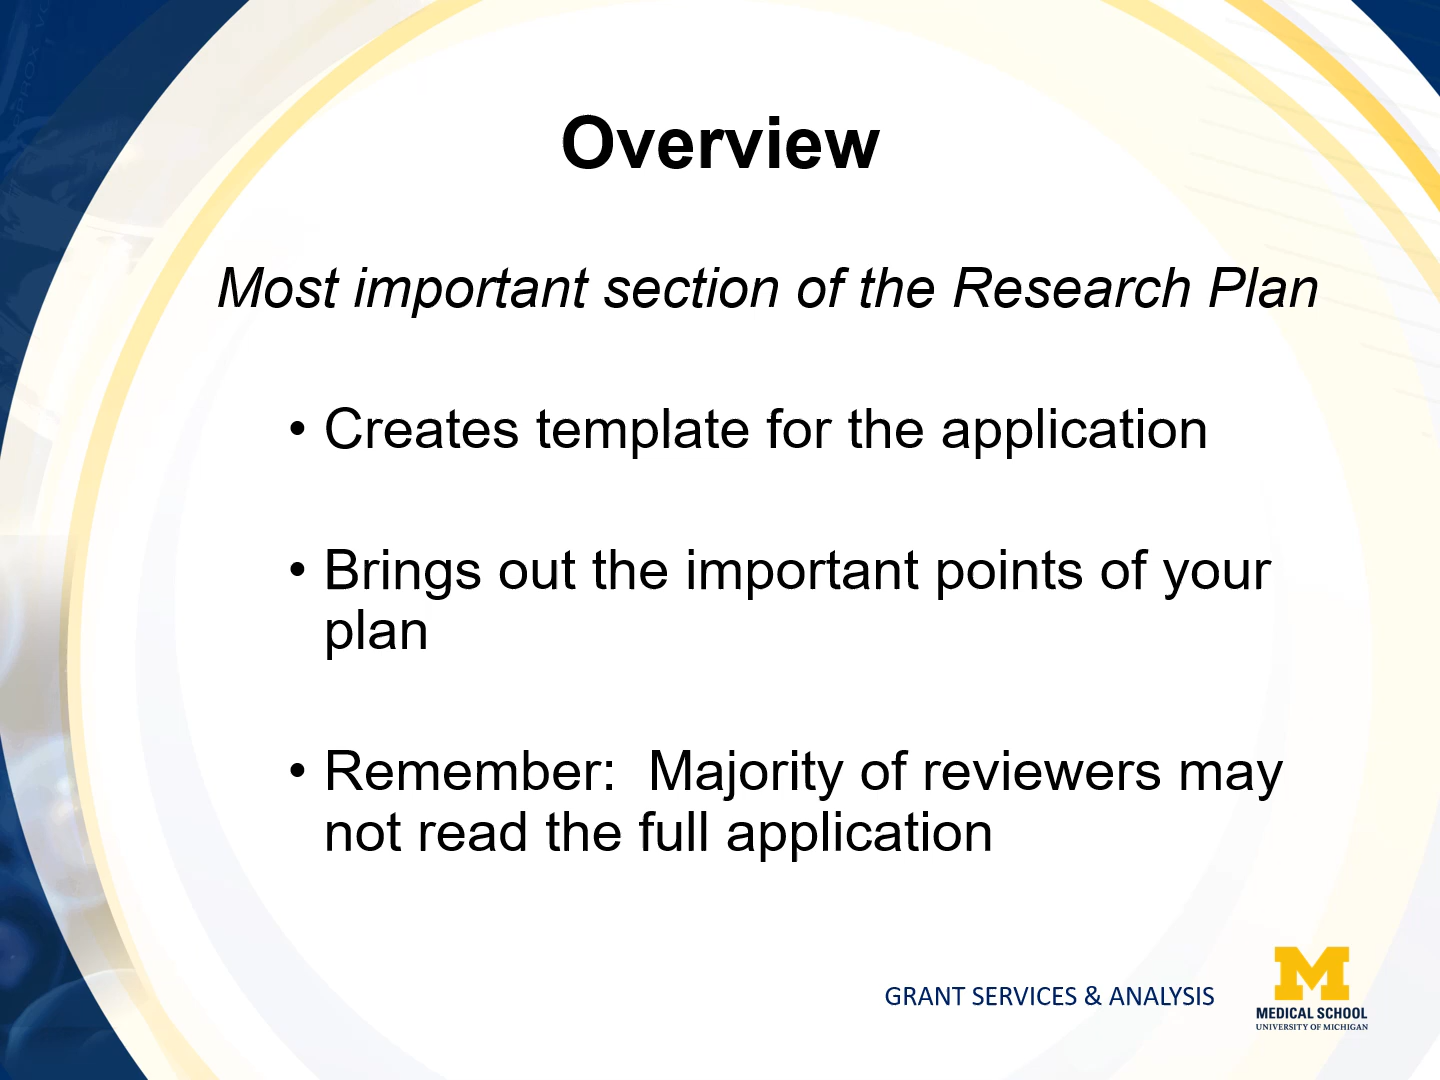 Overview
Most important section of the Research Plan
• Creates template for the application
• Brings out the important points of your
plan
• Remember:  Majority of reviewers may
not read the full application
GRANT SERVICES & ANALYSIS
M
MEDICAL SCHOOL
UNIVERSITY OF MICHIGAN